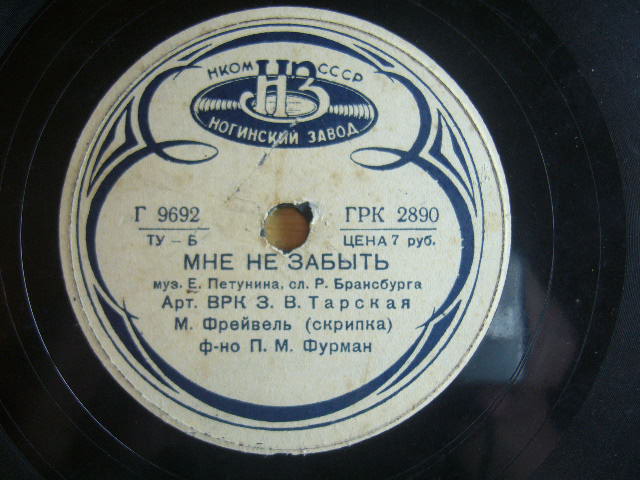 НКОМ НЗ СССР
НОГИНСКИЙ ЗАВОД
Г 9692 ГРК 2890
ТУ – Б ЦЕНА 7 руб.
МНЕ НЕ ЗАБЫТЬ
муз. Е. Петунина, сл. Р. Брансбурга
Арт. ВРК З. В. Тарская
М. Фрейвель (скрипка)
ф-но П. М. Фурман